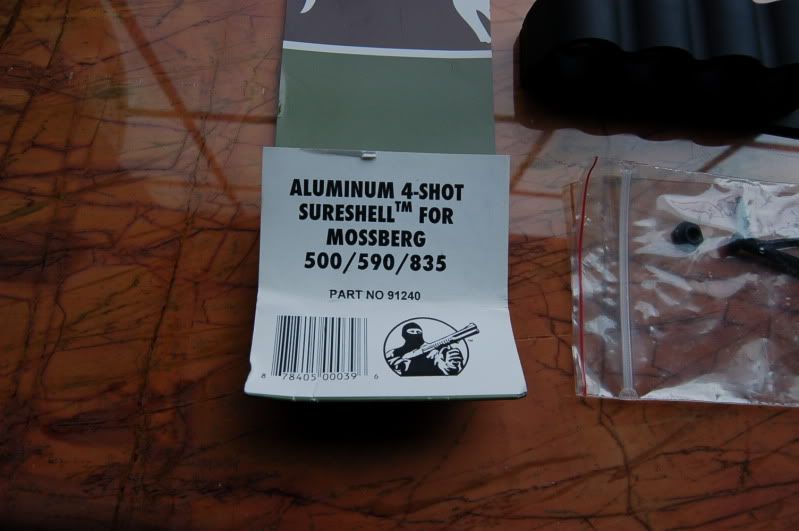 ALUMINUM 4-SHOT
SURESHELL™ FOR
MOSSBERG
500/590/835
PART NO 91240
8 78405 00039 6